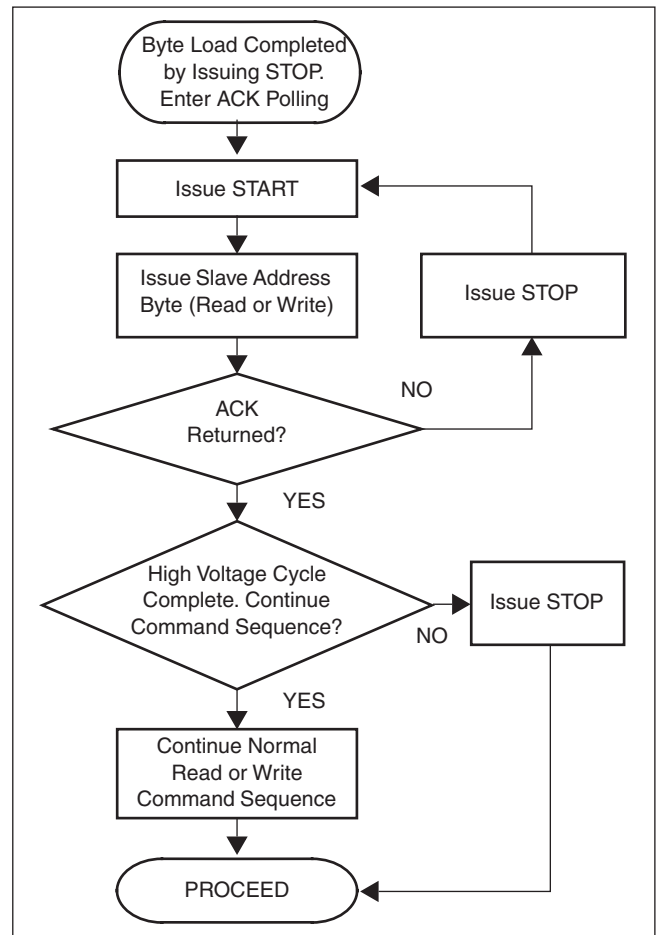 Byte Load Completed
by Issuing STOP.
Enter ACK Polling
Issue START
Issue Slave Address
Byte (Read or Write)
Issue STOP
ACK
Returned?
NO
YES
High Voltage Cycle
Complete. Continue
Command Sequence?
Issue STOP
NO
YES
Continue Normal
Read or Write
Command Sequence
PROCEED